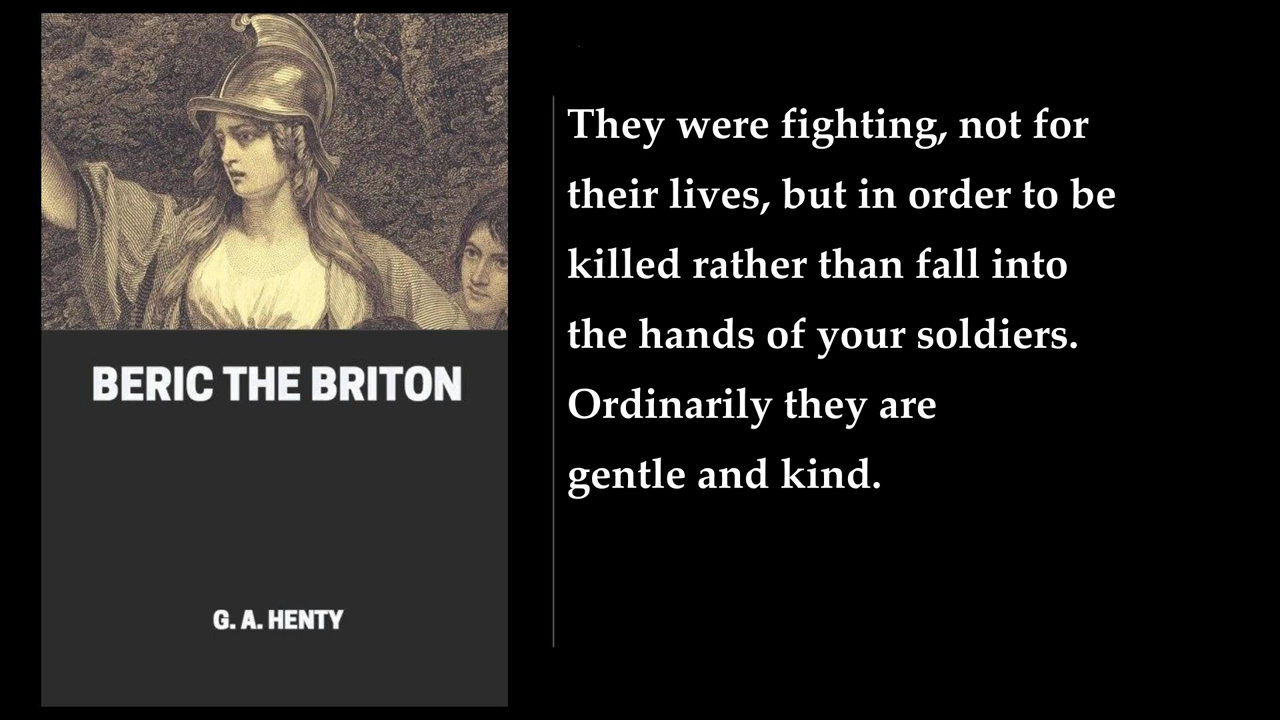 BERIC THE BRITON
G. A. HENTY
They were fighting, not for
their lives, but in order to be
killed rather than fall into
the hands of your soldiers.
Ordinarily they are
gentle and kind.